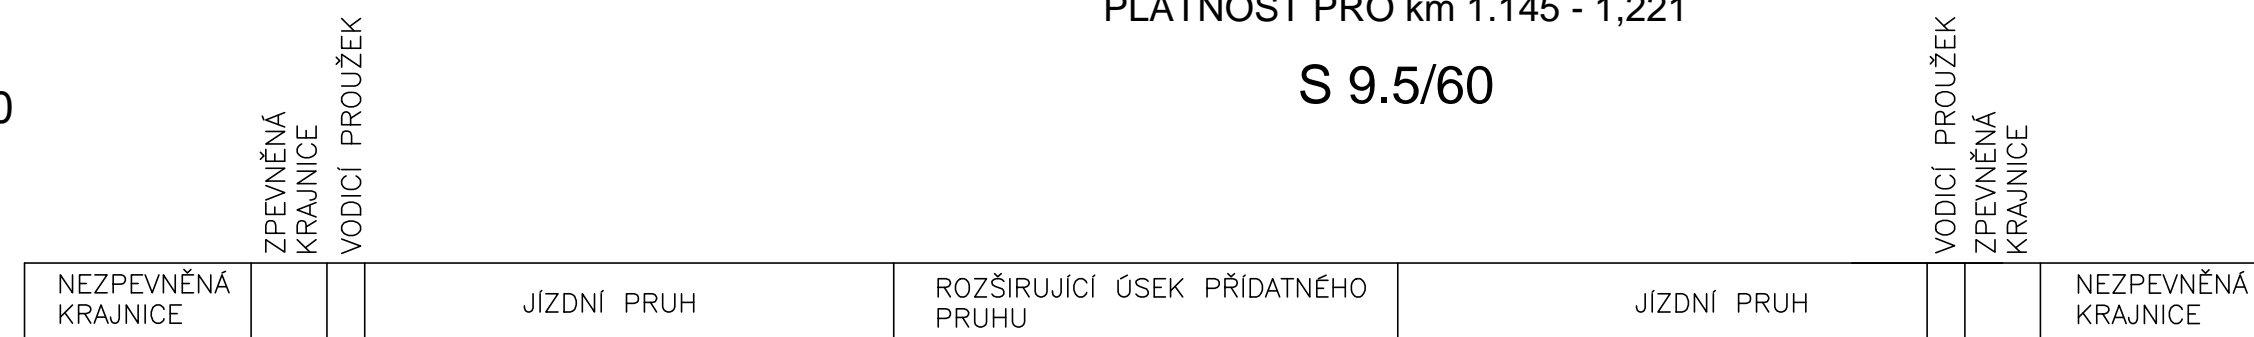 PLATNOST PRO km 1.145 - 1,221
S 9.5/60
0
ZPEVNĚNÁ
KRAJNICE
VODICÍ PROUŽEK
VODICÍ PROUŽEK
ZPEVNĚNÁ
KRAJNICE
NEZPEVNĚNÁ
KRAJNICE
JÍZDNÍ PRUH
ROZŠIRUJÍCÍ ÚSEK PŘÍDATNÉHO
PRUHU
JÍZDNÍ PRUH
NEZPEVNĚNÁ
KRAJNICE